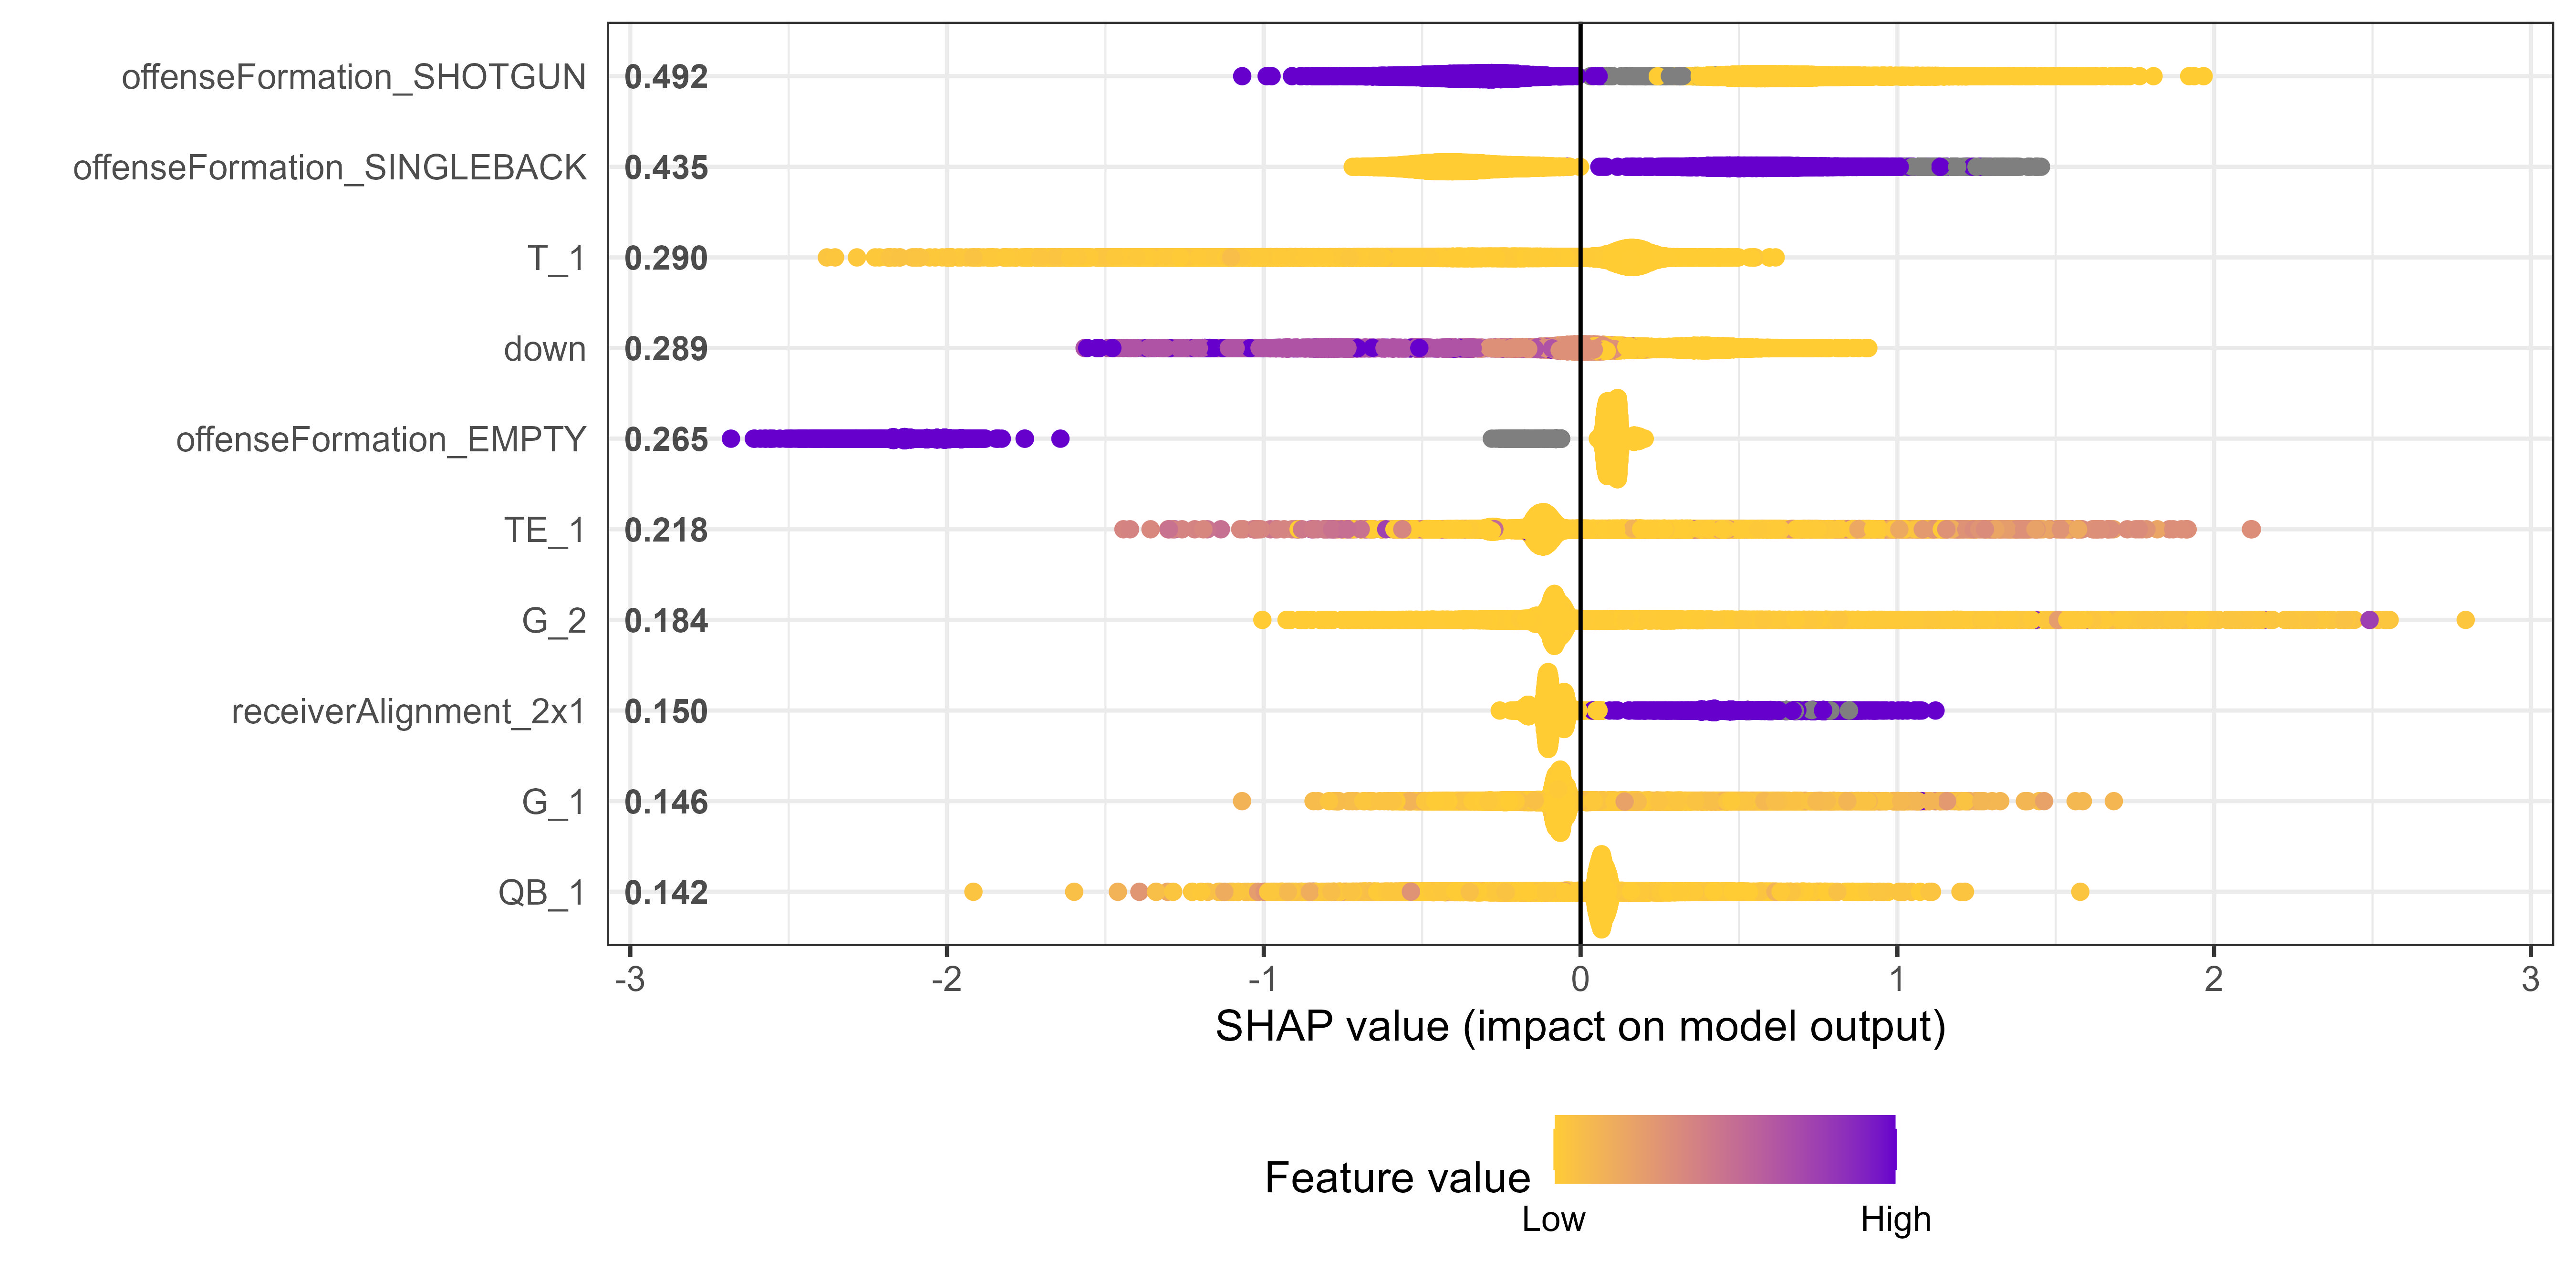 offenseFormation_SHOTGUN 0.492
offenseFormation_SINGLEBACK 0.435
T_1 0.290
down 0.289
offenseFormation_EMPTY 0.265
TE_1 0.218
G_2 0.184
receiverAlignment_2x1 0.150
G_1 0.146
QB_1 0.142
-3 -2 -1 0 1 2 3
SHAP value (impact on model output)
Feature value
Low High